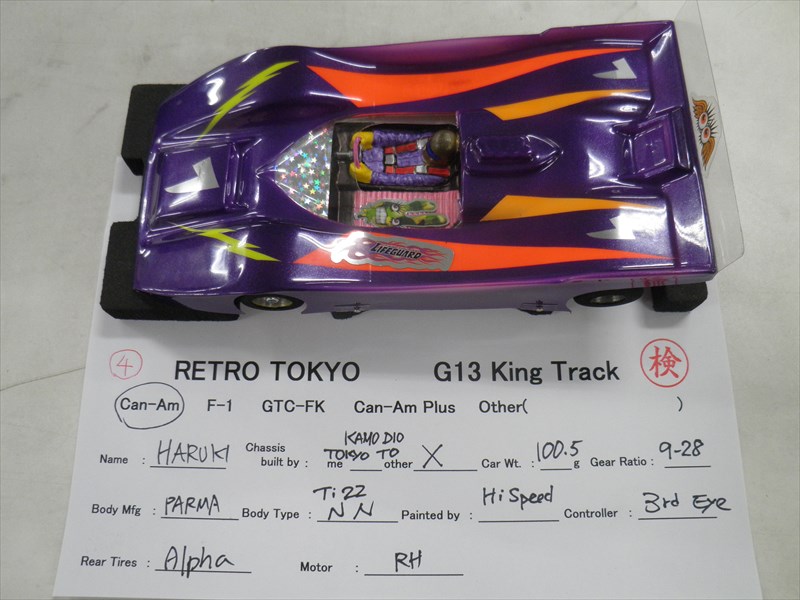 LIFEGUARD
④ RETRO TOKYO G13 King Track 検
Can-Am F-1 GTC-FK Can-Am Plus Other( )
Name : HARUKI Chassis built by : KAMO DIO TOKYO TO me other X Car Wt. : 100.5 g Gear Ratio : 9-28
Body Mfg : PARMA Body Type : Ti22 NN Painted by : Hi Speed Controller : 3rd Eye
Rear Tires : Alpha Motor : RH